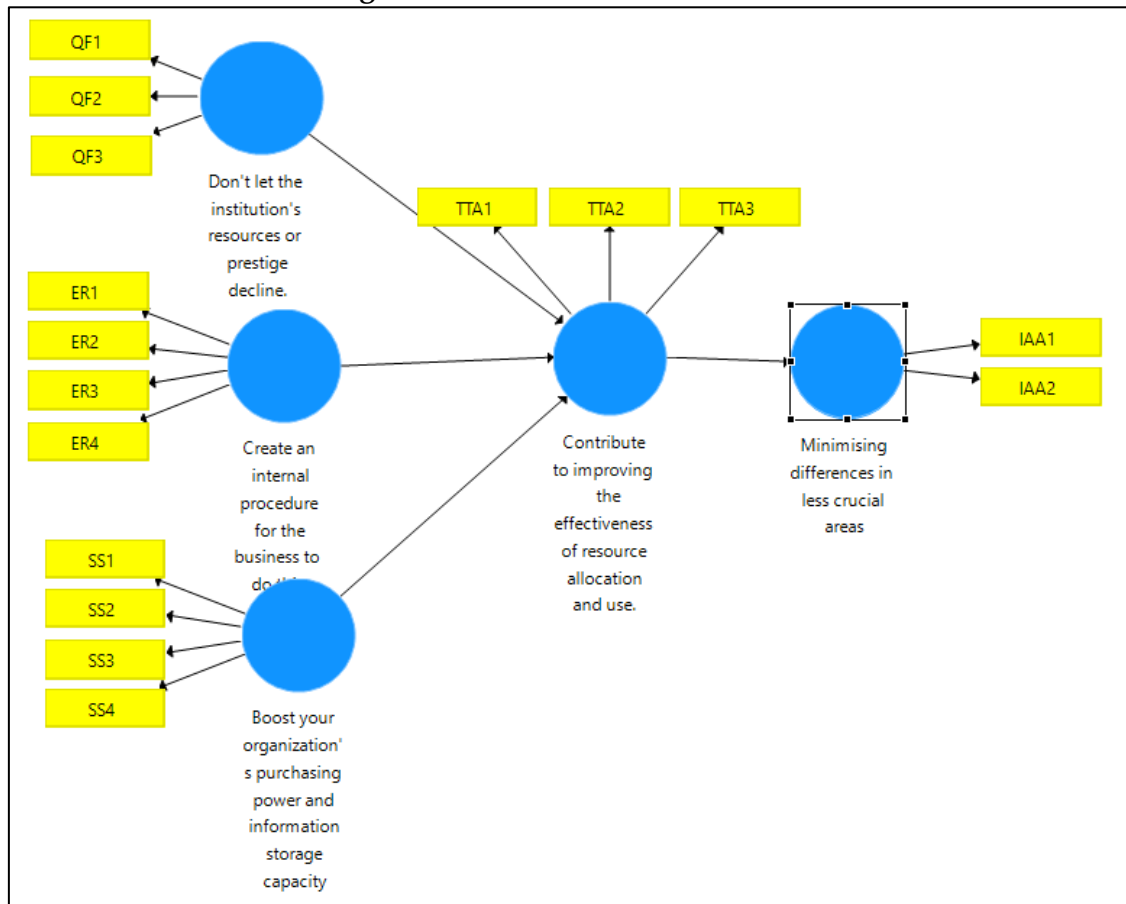 QF1
QF2
QF3
Don't let the
institution's
resources or
prestige
decline.
TTA1
TTA2
TTA3
ER1
ER2
ER3
ER4
Create an
internal
procedure
for the
business to
do
Contribute
to improving
the
effectiveness
of resource
allocation
and use.
Minimising
differences in
less crucial
areas
IAA1
IAA2
SS1
SS2
SS3
SS4
Boost your
organization'
s purchasing
power and
information
storage
capacity